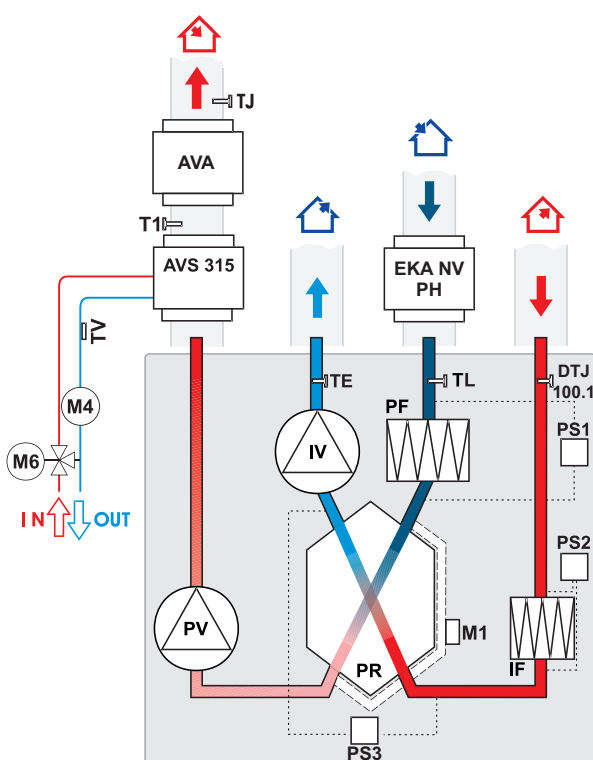 TJ
AVA
T1
AVS 315
EKA NV
PH
TV
TE
TL
DTJ
100.1
M4
PF
PS1
IV
M6
IN
OUT
PS2
PV
M1
PR
IF
PS3